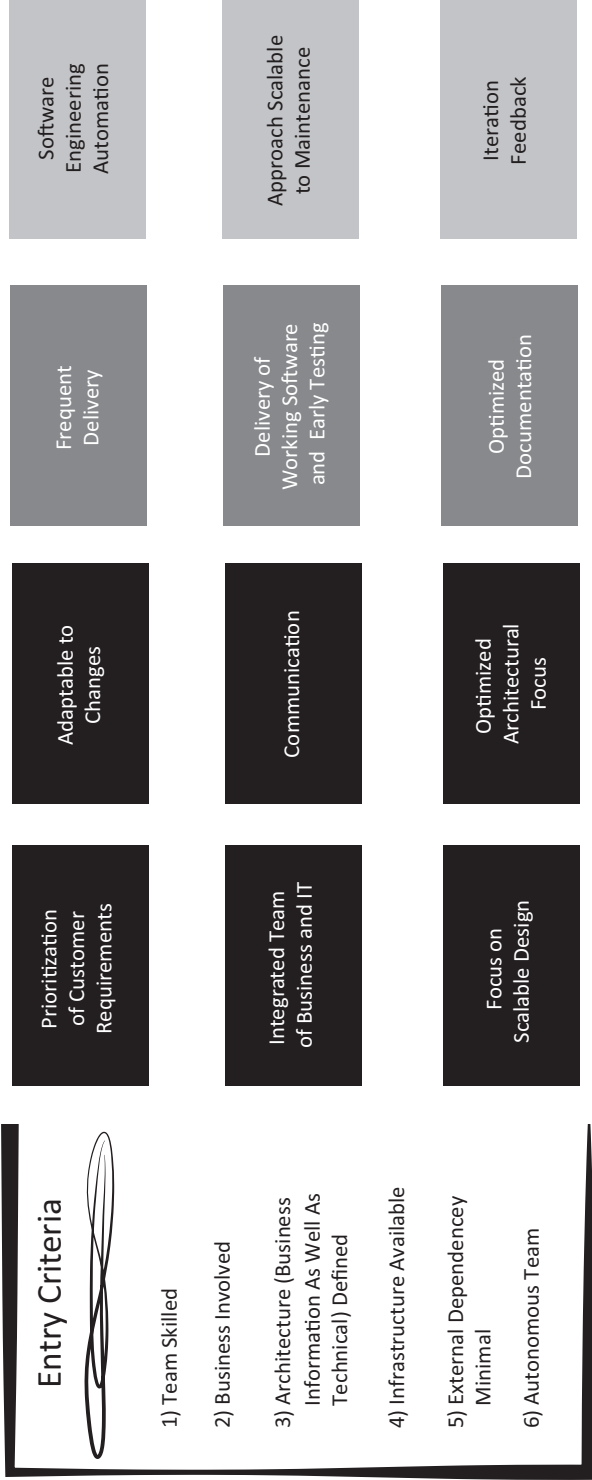 Entry Criteria
1) Team Skilled
2) Business Involved
3) Architecture (Business
Information As Well As
Technical) Defined
4) Infrastructure Available
5) External Dependencey
Minimal
6) Autonomous Team
Prioritization
of Customer
Requirements
Adaptable to
Changes
Frequent
Delivery
Software
Engineering
Automation
Integrated Team
of Business and IT
Communication
Delivery of
Working Software
and Early Testing
Approach Scalable
to Maintenance
Focus on
Scalable Design
Optimized
Architectural
Focus
Optimized
Documentation
Iteration
Feedback